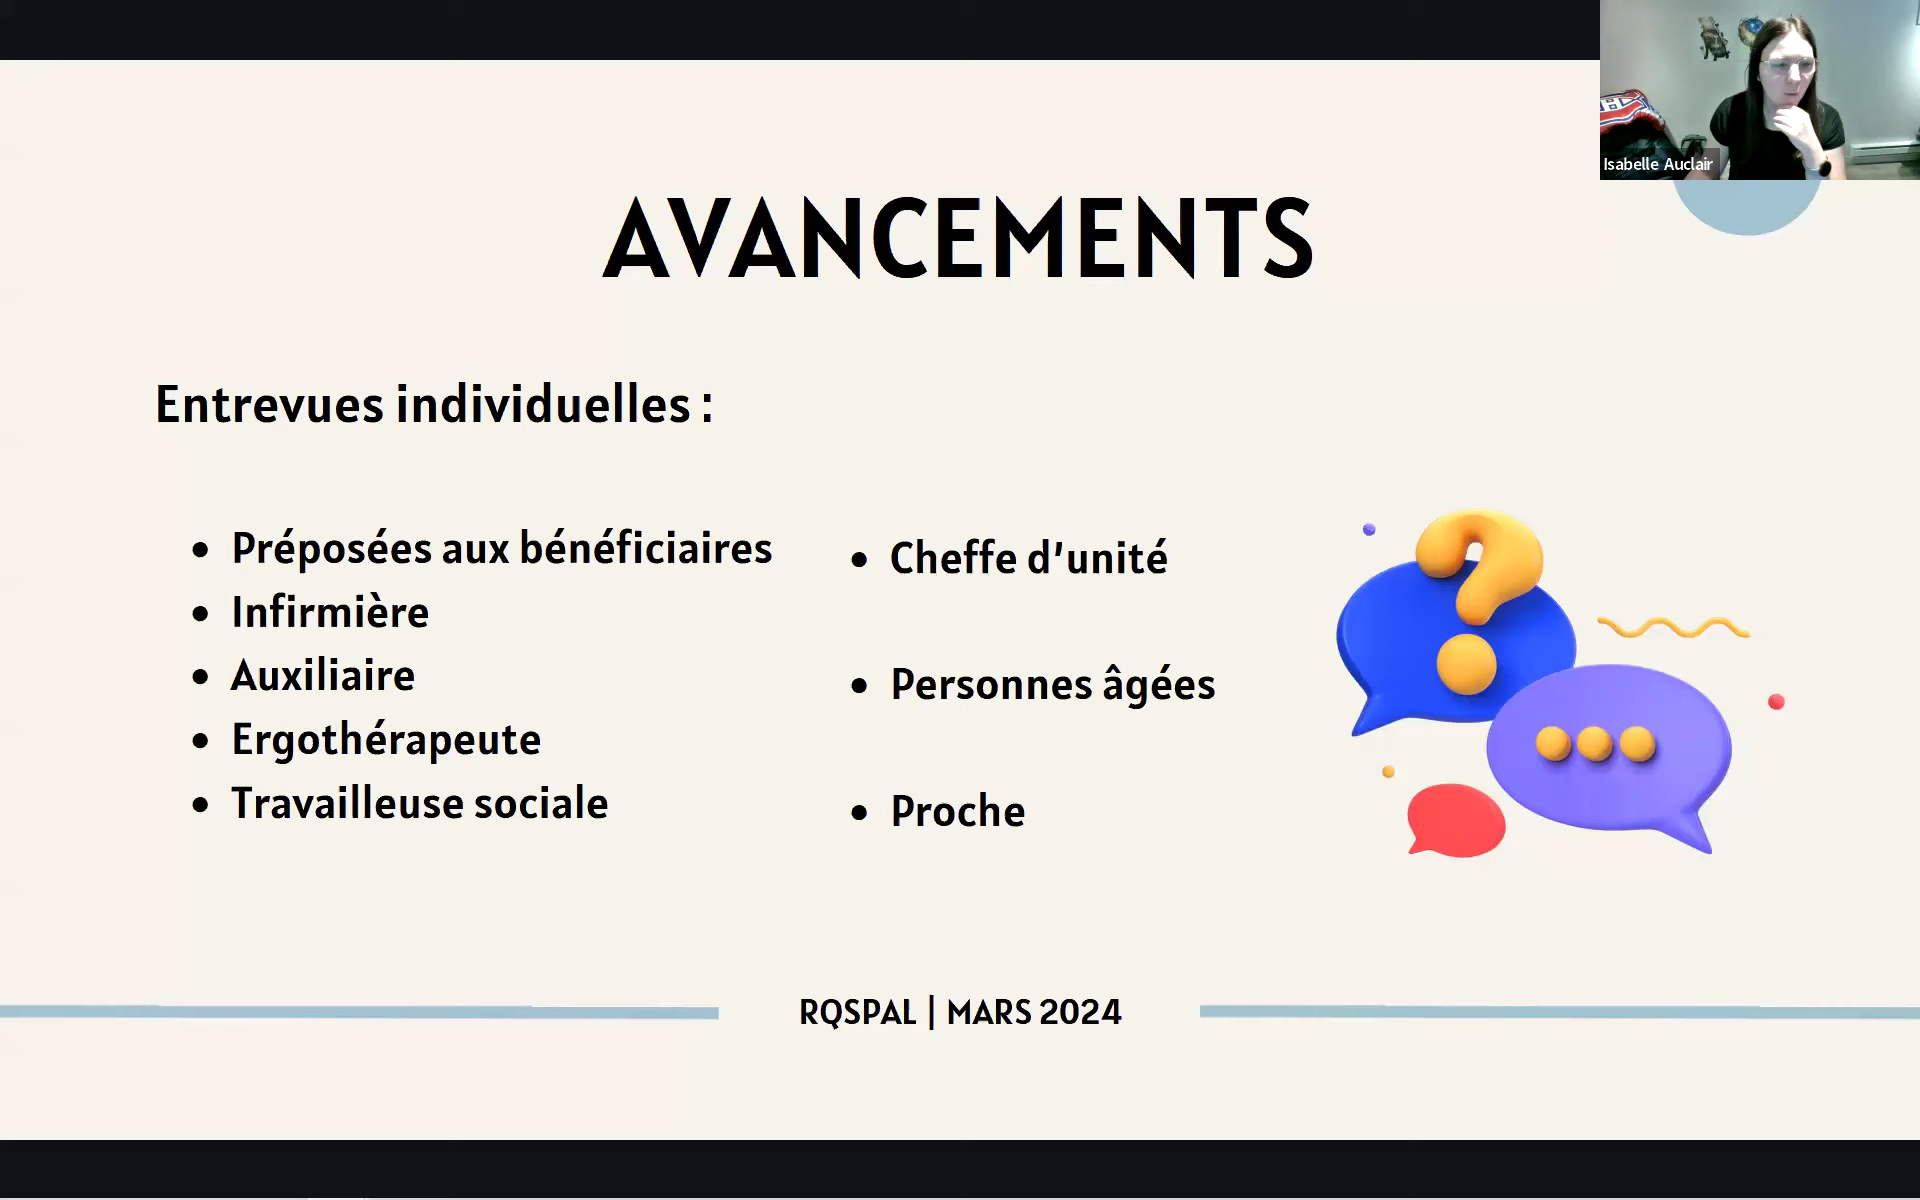 Isabelle Auclair
AVANCEMENTS
Entrevues individuelles :
• Préposées aux bénéficiaires
• Infirmière
• Auxiliaire
• Ergothérapeute
• Travailleuse sociale
• Cheffe d'unité
• Personnes âgées
• Proche
?
RQSPAL | MARS 2024